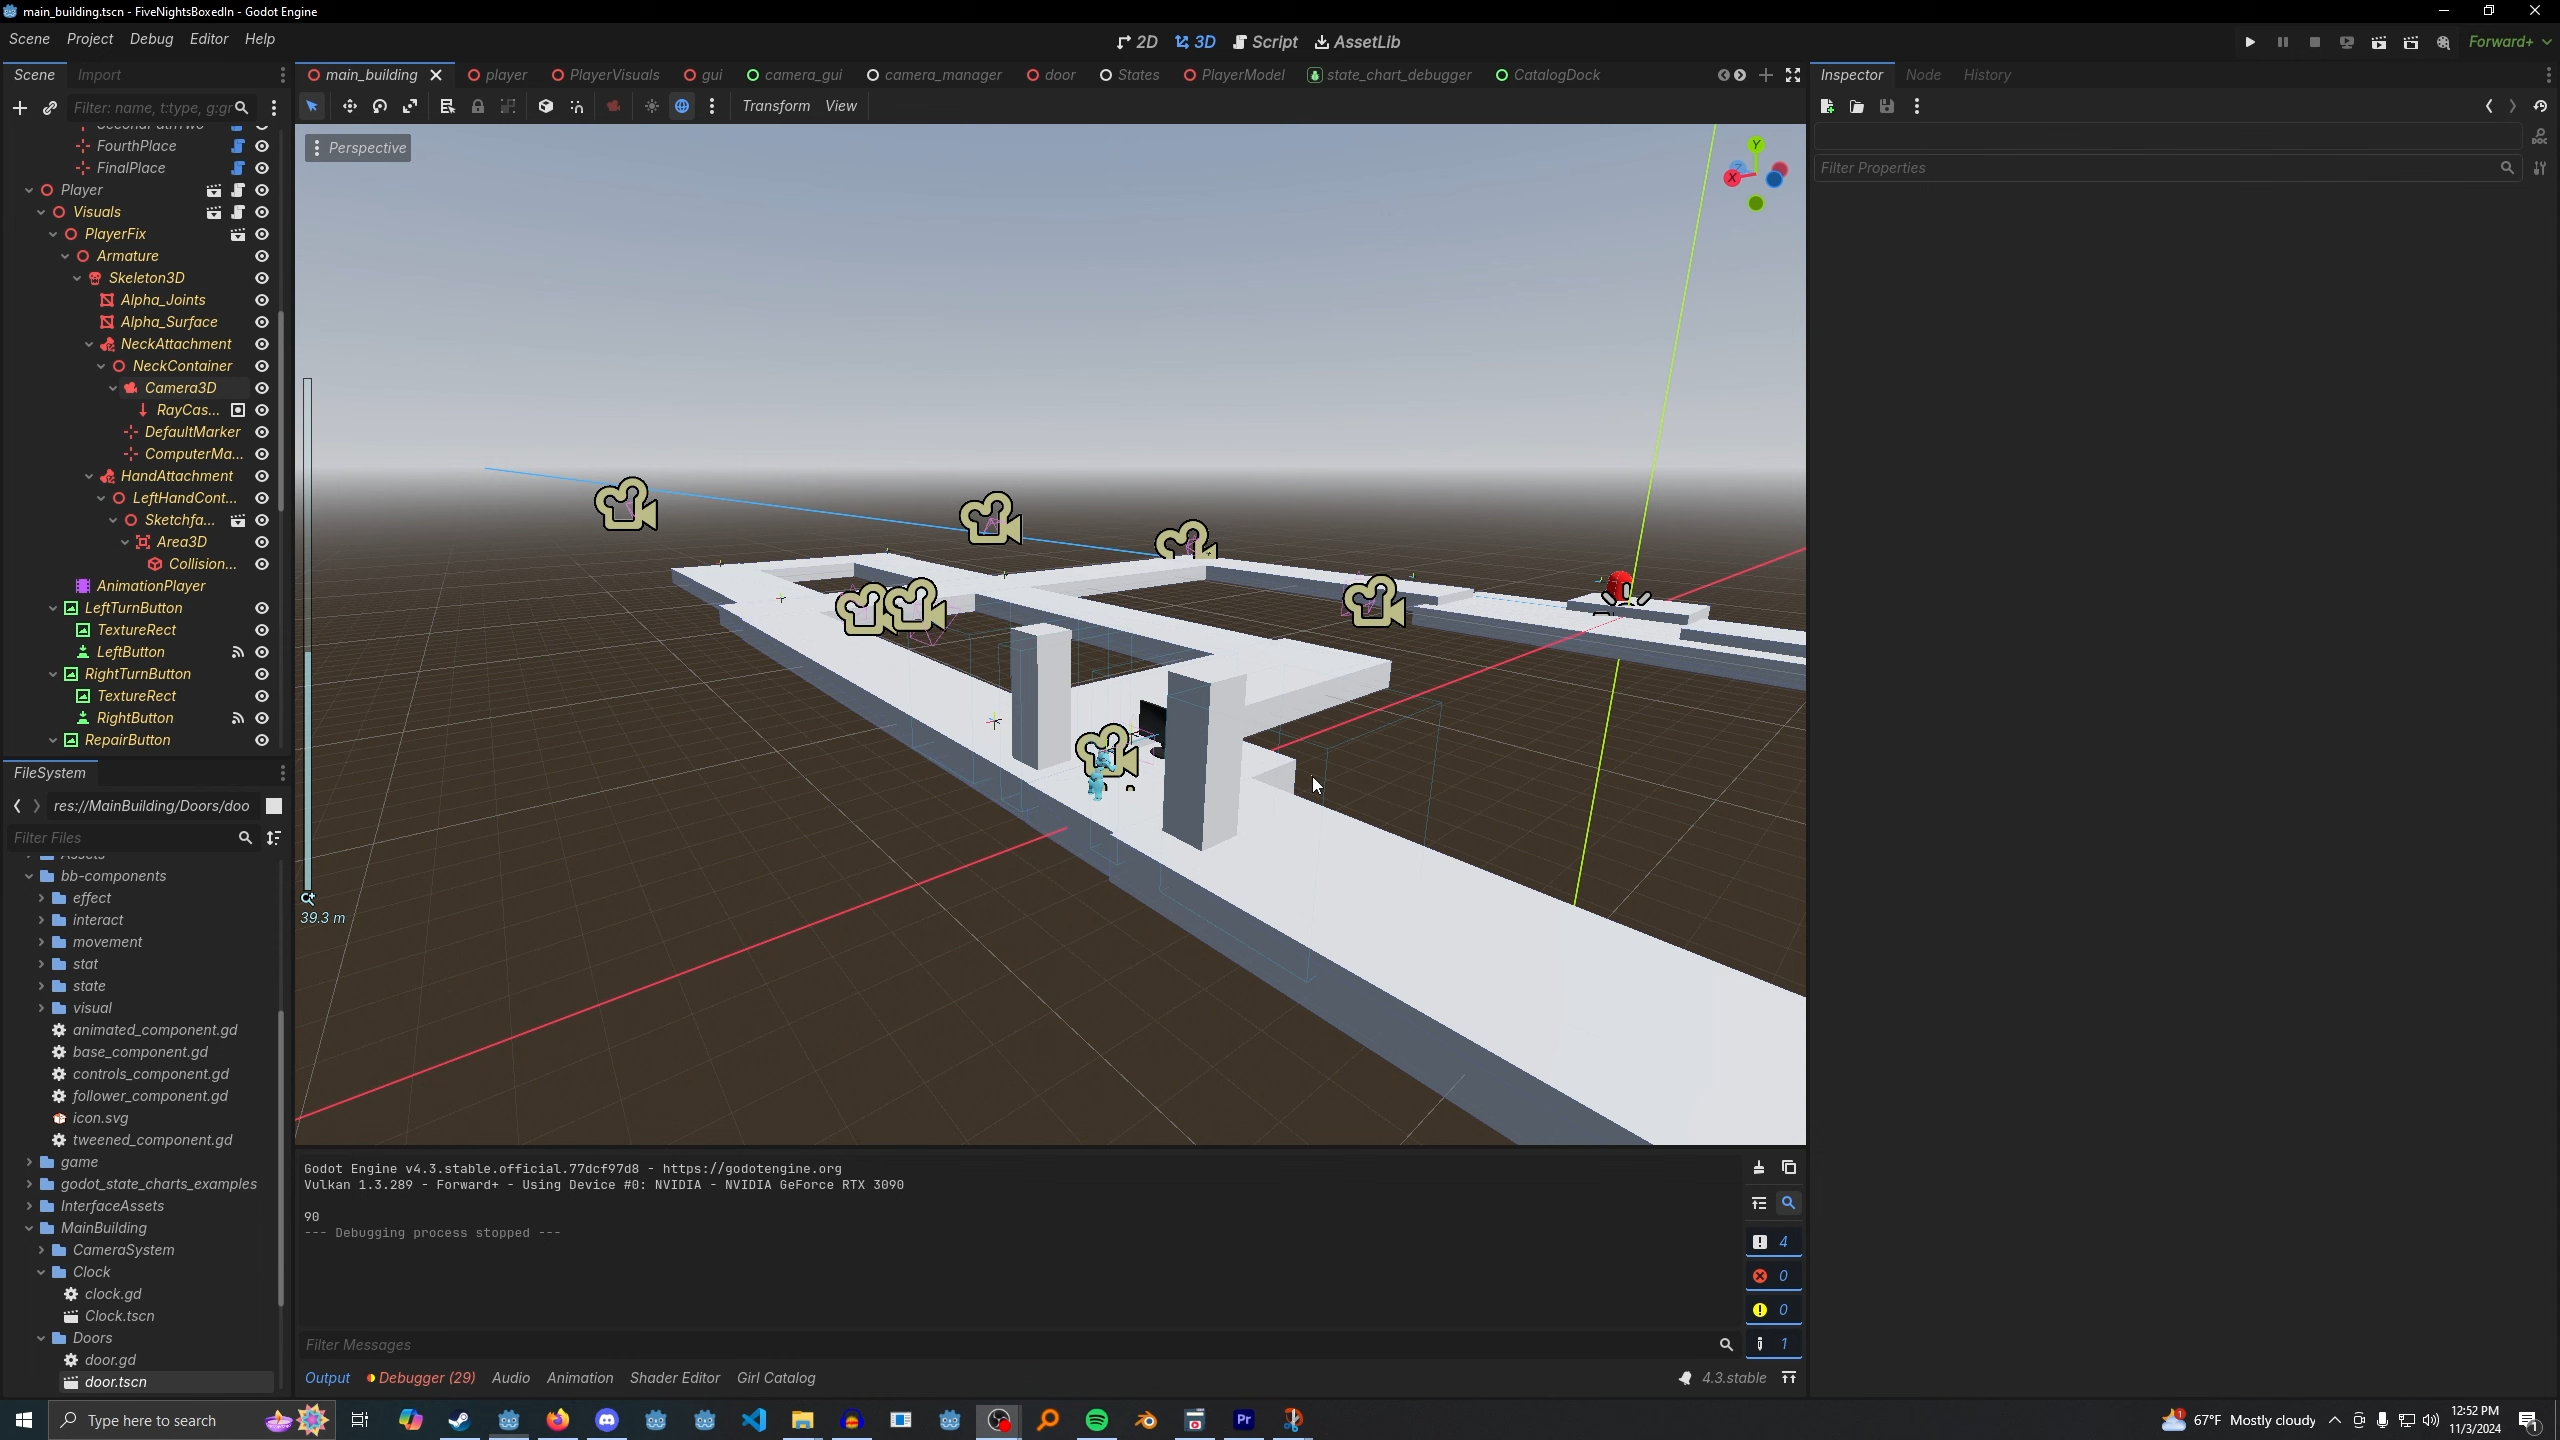 main_building.tscn - FiveNightsBoxedIn - Godot Engine
Scene Project Debug Editor Help
2D 3D Script AssetLib
Forward+
Scene Import
main_building player PlayerVisuals gui camera_gui camera_manager door States PlayerModel state_chart_debugger CatalogDock
Inspector Node History
Filter: name, t:type, g:gr
Transform View
Perspective
Y
X
Z
Filter Properties
SecondPathTwo
FourthPlace
FinalPlace
Player
Visuals
PlayerFix
Armature
Skeleton3D
Alpha_Joints
Alpha_Surface
NeckAttachment
NeckContainer
Camera3D
RayCas...
DefaultMarker
ComputerMa...
HandAttachment
LeftHandCont...
Sketchfa...
Area3D
Collision...
AnimationPlayer
LeftTurnButton
TextureRect
LeftButton
RightTurnButton
TextureRect
RightButton
RepairButton
39.3 m
FileSystem
res://MainBuilding/Doors/doo
Filter Files
Assets
bb-components
effect
interact
movement
stat
state
visual
animated_component.gd
base_component.gd
controls_component.gd
follower_component.gd
icon.svg
tweened_component.gd
game
godot_state_charts_examples
InterfaceAssets
MainBuilding
CameraSystem
Clock
clock.gd
Clock.tscn
Doors
door.gd
door.tscn
Godot Engine v4.3.stable.official.77dcf97d8 - https://godotengine.org
Vulkan 1.3.289 - Forward+ - Using Device #0: NVIDIA - NVIDIA GeForce RTX 3090
90
--- Debugging process stopped ---
4
0
0
1
Filter Messages
Output Debugger (29) Audio Animation Shader Editor Girl Catalog
4.3.stable
Type here to search
Pr
67°F Mostly cloudy
12:52 PM
11/3/2024
1